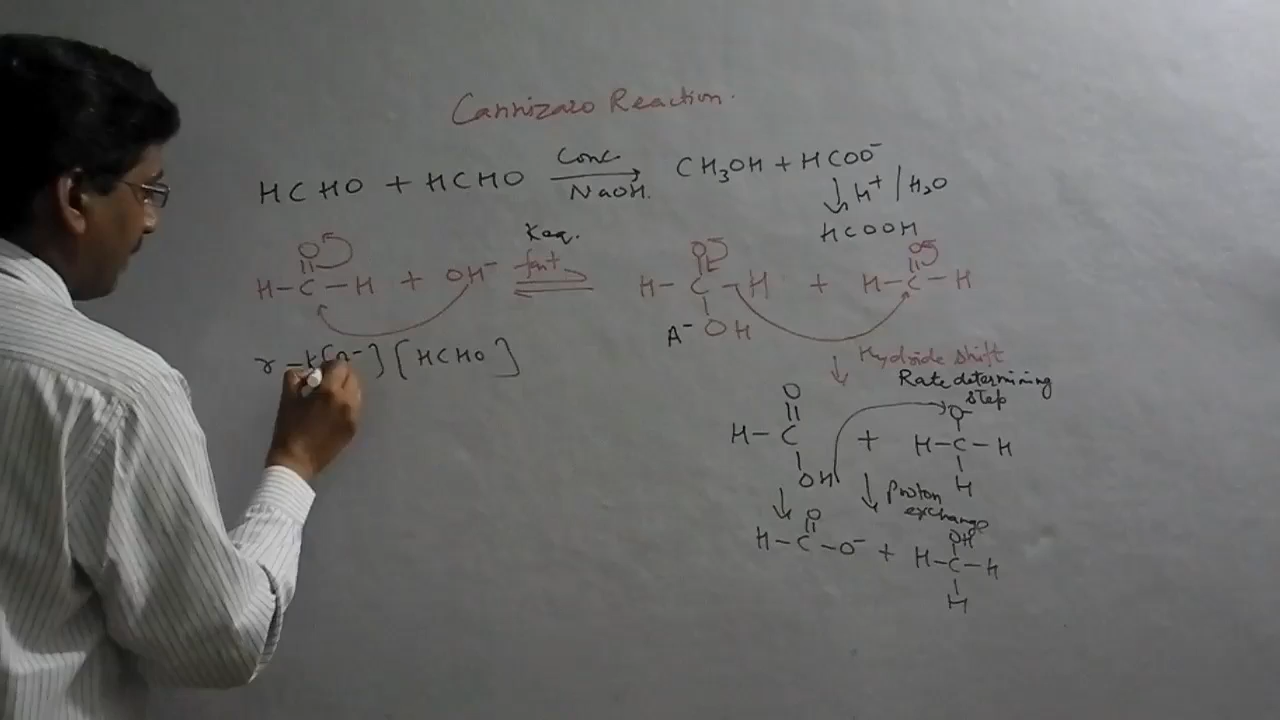 Cannizaro Reaction.
HCHO + HCHO Conc NaOH. → CH₃OH + HCOO⁻
↓ H⁺ / H₂O
HCOOH
Keq.
O O O
H–C–H + OH⁻ fast ⇌ H–C–H + H–C–H
A⁻ OH
r = k[A⁻][HCHO]
↓ Hydride shift
Rate determining
step
O O⁻
H–C + H–C–H
OH H
↓ ↓ Proton
exchange
O OH
H–C–O⁻ + H–C–H
H